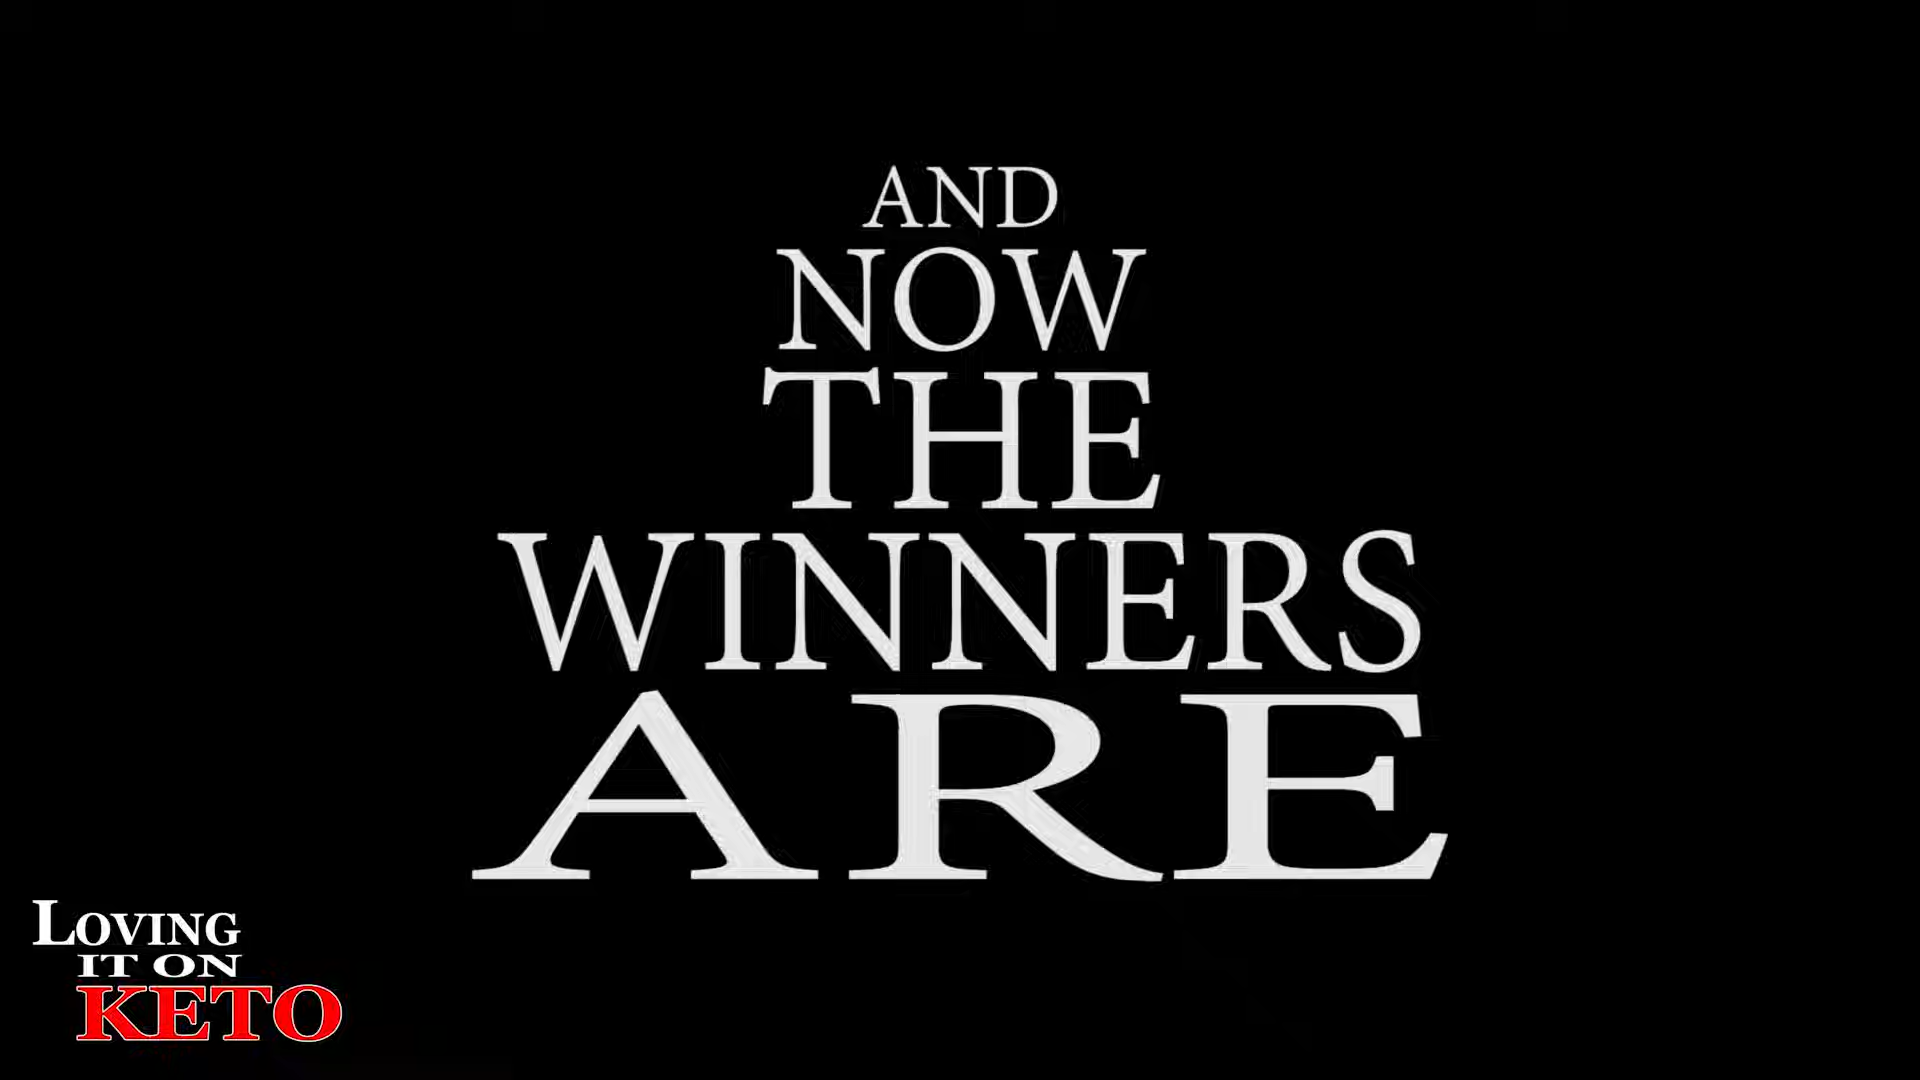 AND
NOW
THE
WINNERS
ARE
LOVING
IT ON
KETO